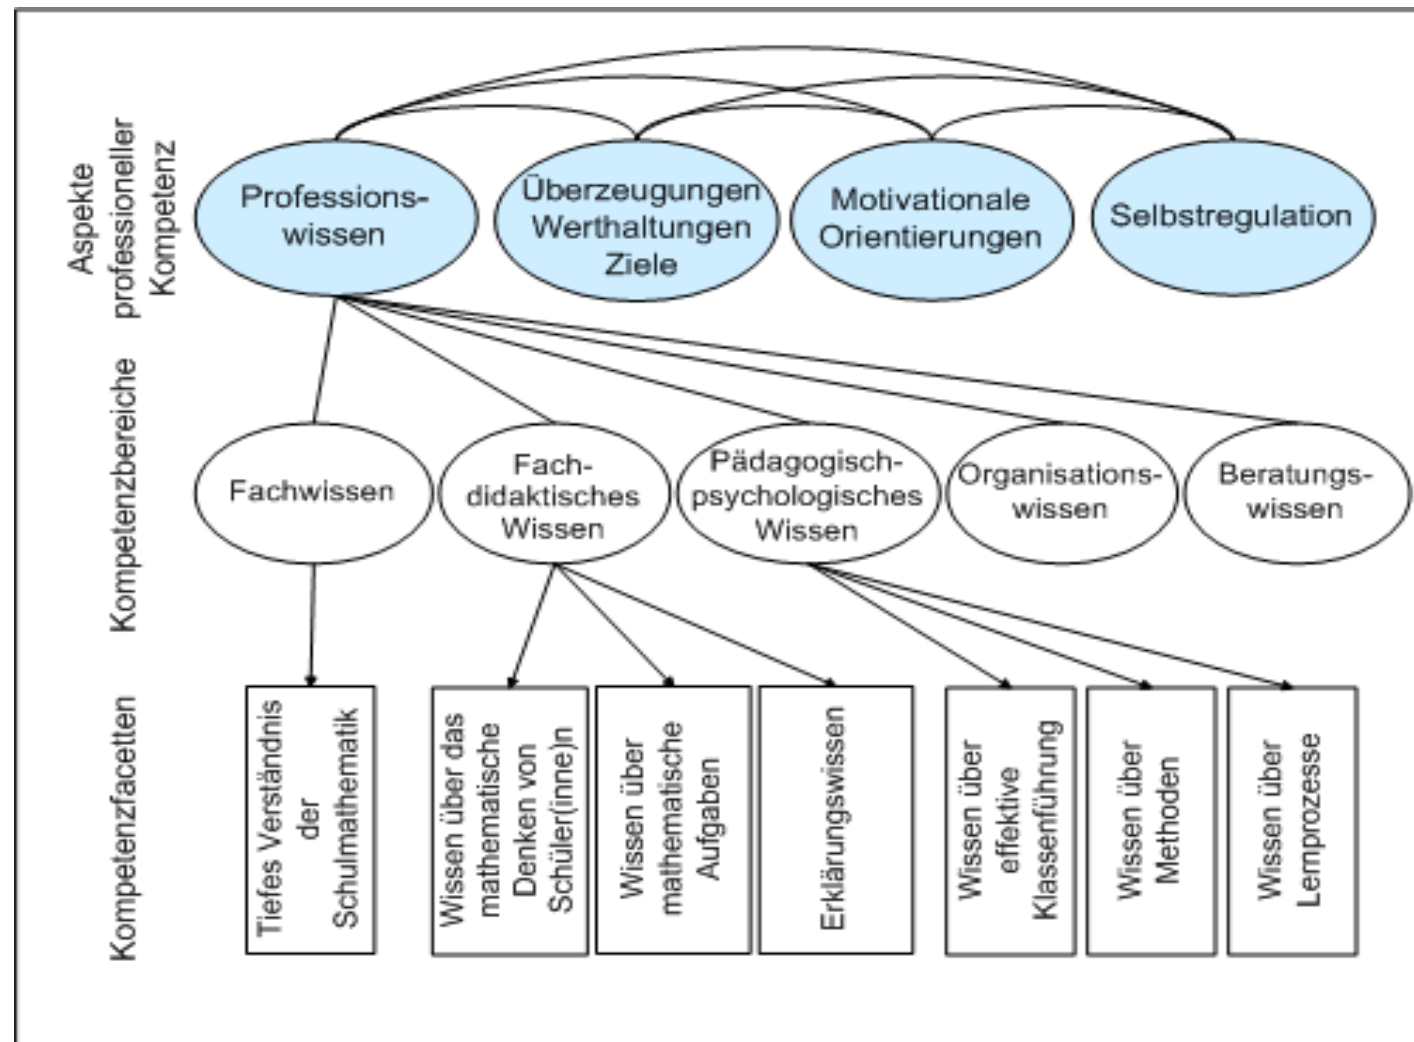 Aspekte
professioneller
Kompetenz
Professions-
wissen
Überzeugungen
Werthaltungen
Ziele
Motivationale
Orientierungen
Selbstregulation
Kompetenzbereiche
Fachwissen
Fach-
didaktisches
Wissen
Pädagogisch-
psychologisches
Wissen
Organisations-
wissen
Beratungs-
wissen
Kompetenzfacetten
Tiefes Verständnis
der
Schulmathematik
Wissen über das
mathematische
Denken von
Schüler(inne)n
Wissen über
mathematische
Aufgaben
Erklärungswissen
Wissen über
effektive
Klassenführung
Wissen über
Methoden
Wissen über
Lernprozesse